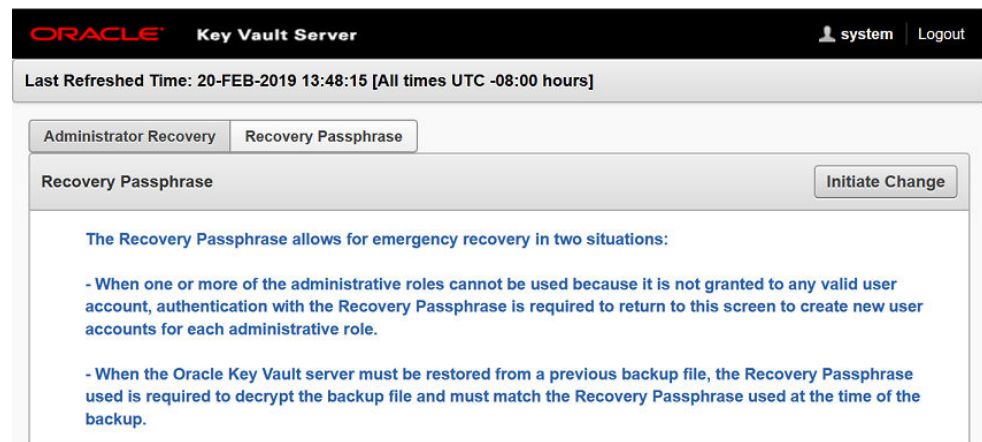 ORACLE Key Vault Server system Logout
Last Refreshed Time: 20-FEB-2019 13:48:15 [All times UTC -08:00 hours]
Administrator Recovery Recovery Passphrase
Recovery Passphrase Initiate Change
The Recovery Passphrase allows for emergency recovery in two situations:
- When one or more of the administrative roles cannot be used because it is not granted to any valid user
account, authentication with the Recovery Passphrase is required to return to this screen to create new user
accounts for each administrative role.
- When the Oracle Key Vault server must be restored from a previous backup file, the Recovery Passphrase
used is required to decrypt the backup file and must match the Recovery Passphrase used at the time of the
backup.